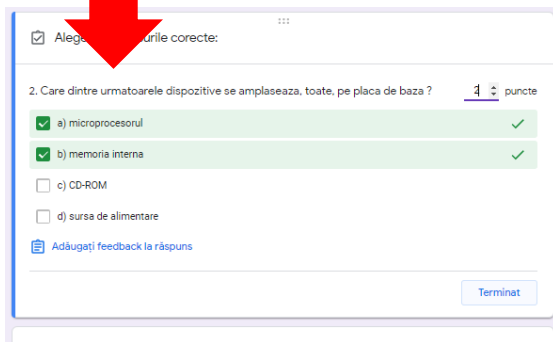 Alege urile corecte:
2. Care dintre urmatoarele dispozitive se amplaseaza, toate, pe placa de baza ? 2 puncte
a) microprocesorul
b) memoria interna
c) CD-ROM
d) sursa de alimentare
Adăugați feedback la răspuns
Terminat